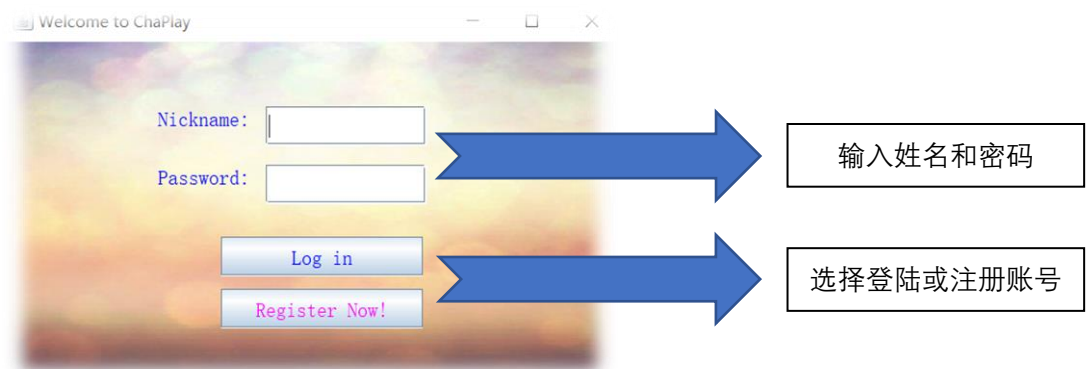 Welcome to ChaPlay
Nickname:
输入姓名和密码
Password:
Log in
选择登陆或注册账号
Register Now!